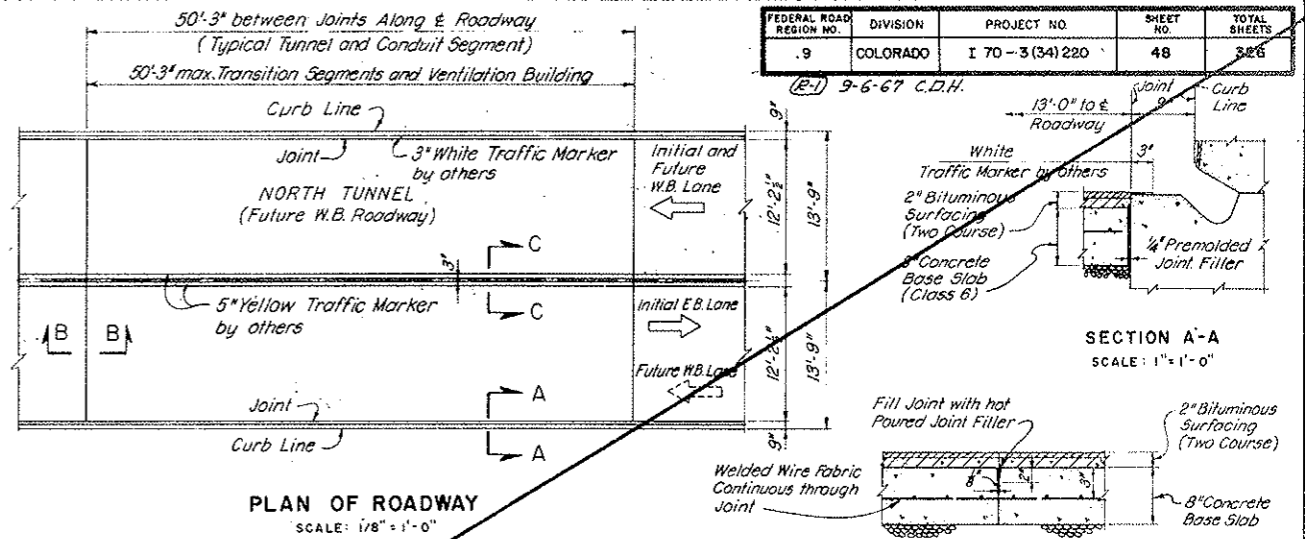 50'-3" between Joints Along ℄ Roadway
(Typical Tunnel and Conduit Segment)
50'-3" max. Transition Segments and Ventilation Building
Curb Line
Joint
3" White Traffic Marker
by others
Initial and
Future
W.B. Lane
NORTH TUNNEL
(Future W.B. Roadway)
9"
12'-2½"
13'-9"
C
3"
C
5" Yellow Traffic Marker
by others
B
B
Initial E.B. Lane
Future W.B. Lane
13'-9"
A
Joint
Curb Line
A
9"
PLAN OF ROADWAY
SCALE: 1/8" = 1'-0"
FEDERAL ROAD REGION NO.
DIVISION
PROJECT NO.
SHEET NO.
TOTAL SHEETS
.9
COLORADO
I 70-3(34)220
48
326
(R-1) 9-6-67 C.D.H.
Joint
Curb
Line
9"
13'-0" to ℄
Roadway
3"
White
Traffic Marker by others
2" Bituminous
Surfacing
(Two Course)
¼" Premolded
Joint Filler
8" Concrete
Base Slab
(Class 6)
SECTION A-A
SCALE: 1" = 1'-0"
Fill Joint with hot
Poured Joint Filler
2" Bituminous
Surfacing
(Two Course)
Welded Wire Fabric
Continuous through
Joint
2"
3"
8" Concrete
Base Slab